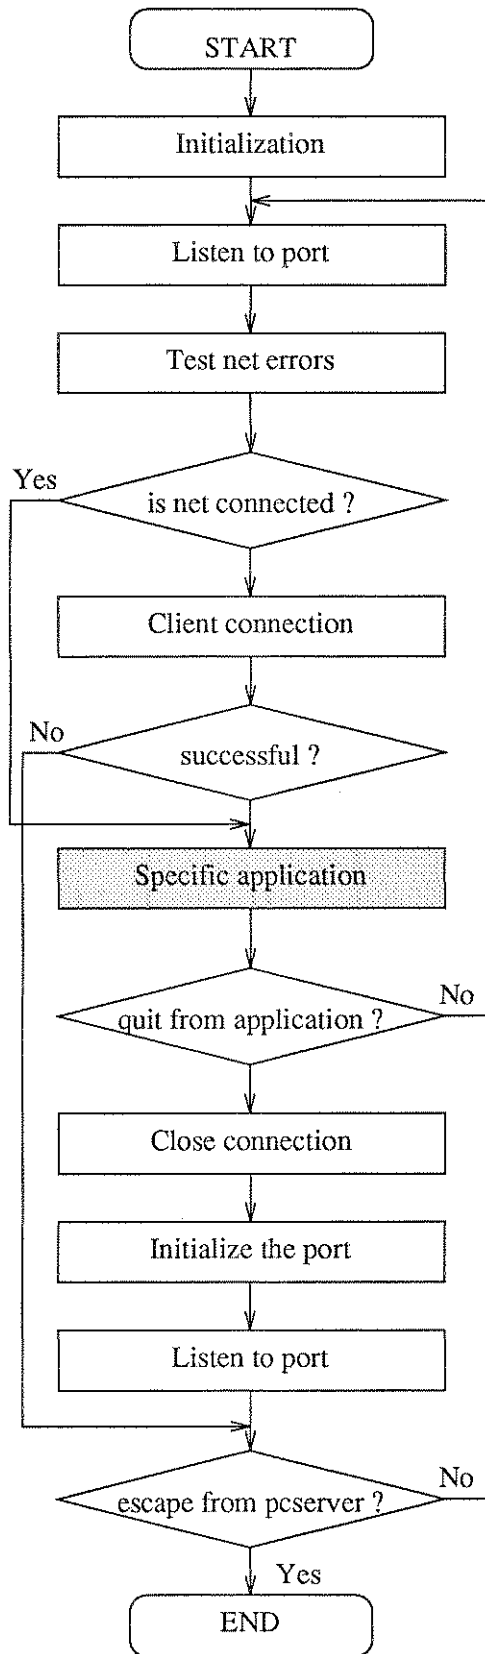 START
Initialization
Listen to port
Test net errors
Yes
is net connected ?
Client connection
No
successful ?
Specific application
No
quit from application ?
Close connection
Initialize the port
Listen to port
No
escape from pcserver ?
Yes
END